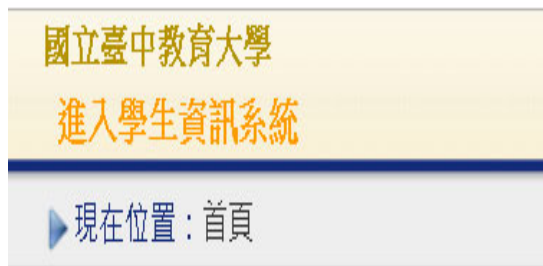 國立臺中教育大學
進入學生資訊系統
現在位置：首頁